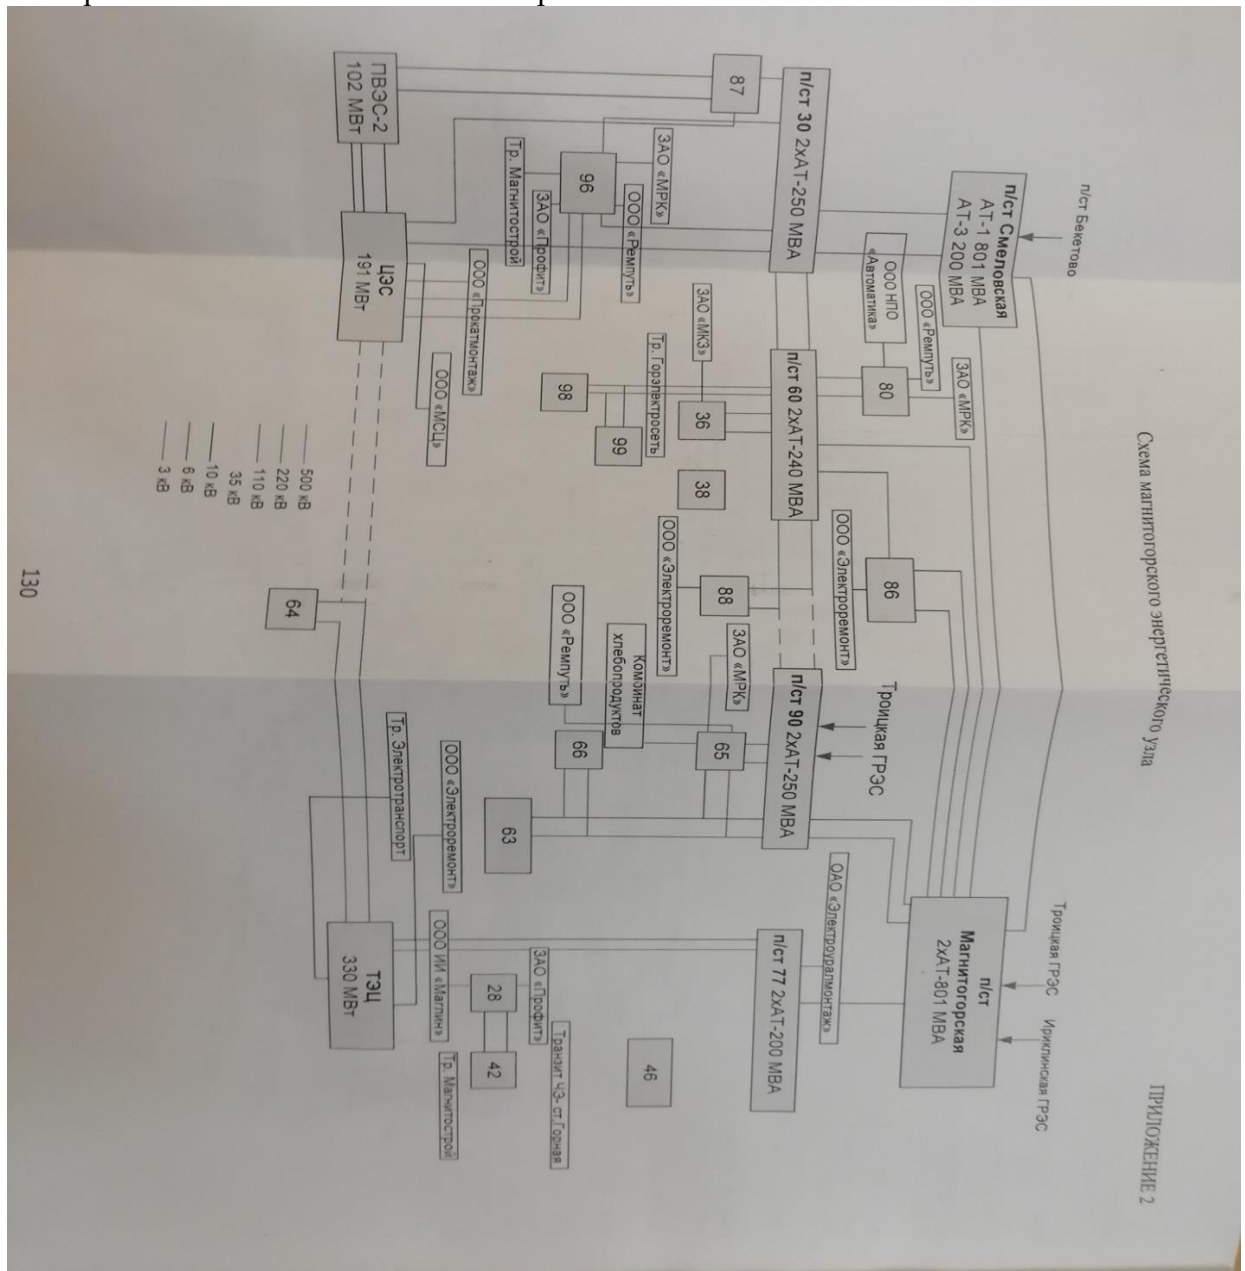 ПРИЛОЖЕНИЕ 2
Схема магнитогорского энергетического узла
п/ст Бекетово
Троицкая ГРЭС
Ириклинская ГРЭС
п/ст Смеловская
АТ-1 801 МВА
АТ-3 200 МВА
п/ст
Магнитогорская
2хАТ-801 МВА
ЗАО «МРК»
ООО «Ремпуть»
ООО НПО
«Автоматика»
80
86
ООО «Электроремонт»
Троицкая ГРЭС
ОАО «Электроуралмонтаж»
п/ст 30 2хАТ-250 МВА
п/ст 60 2хАТ-240 МВА
п/ст 90 2хАТ-250 МВА
п/ст 77 2хАТ-200 МВА
87
ЗАО «МКЗ»
36
38
88
65
ЗАО «МРК»
ООО «Электроремонт»
ЗАО «МРК»
ООО «Ремпуть»
Тр. Горэлектросеть
99
Комбинат
хлебопродуктов
46
96
98
66
ООО «Ремпуть»
ЗАО «Профит»
Тр. Магнитострой
63
Транзит ЧЭ- ст.Горная
ЗАО «Профит»
28
42
ООО «Прокатмонтаж»
ООО «МСЦ»
ООО «Электроремонт»
ООО ИИ «Маглин»
Тр. Магнитострой
Тр. Электротранспорт
ПВЭС-2
102 МВт
ЦЭС
191 МВт
64
ТЭЦ
330 МВт
500 кВ
220 кВ
110 кВ
35 кВ
10 кВ
6 кВ
3 кВ
130